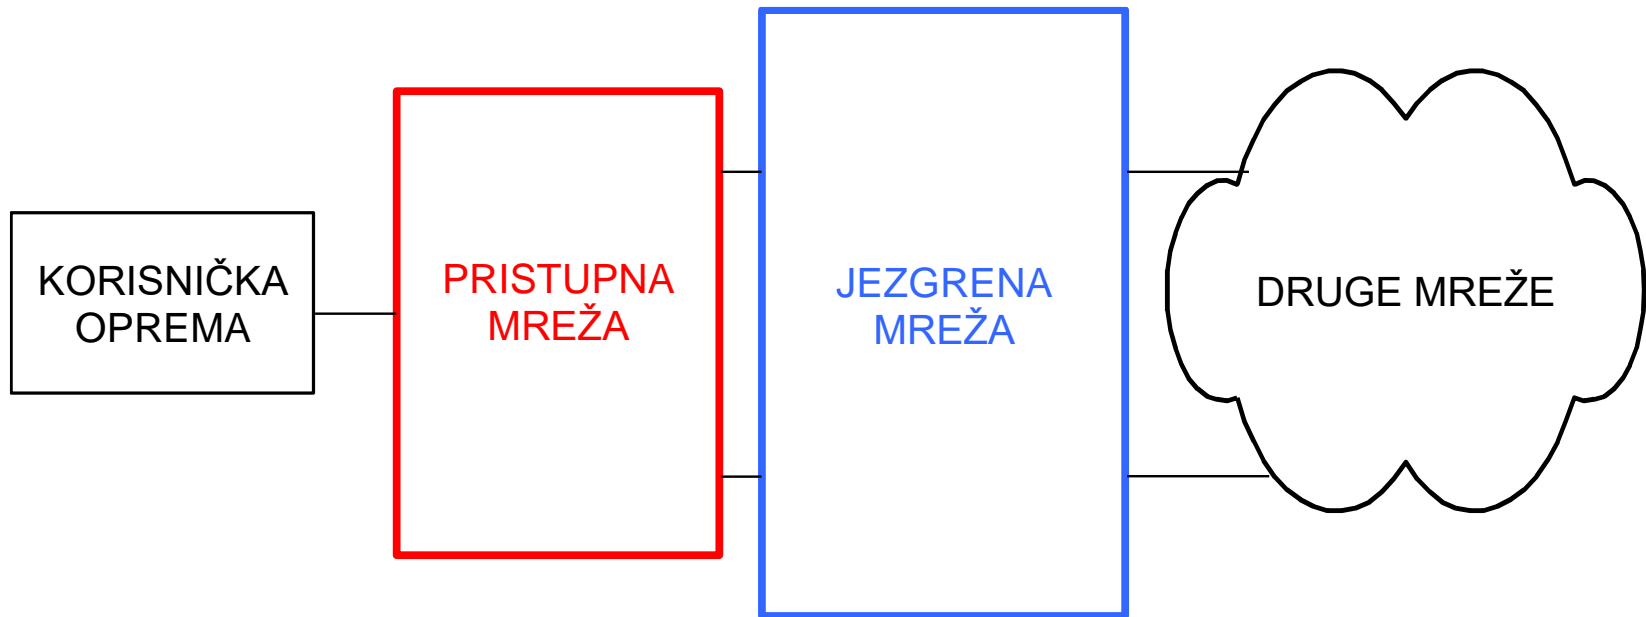 KORISNIČKA
OPREMA
PRISTUPNA
MREŽA
JEZGRENA
MREŽA
DRUGE MREŽE